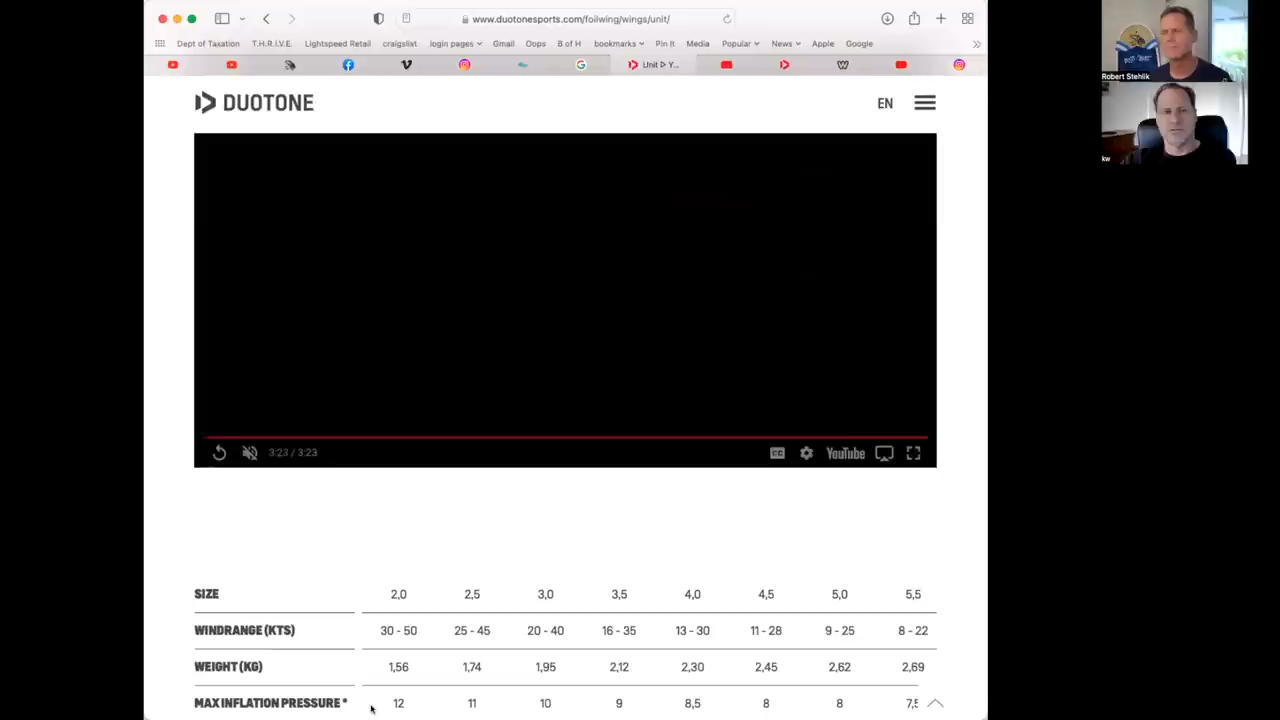 www.duotonesports.com/foilwing/wings/unit/
Dept of Taxation T.H.R.I.V.E. Lightspeed Retail craigslist login pages Gmail Oops B of H bookmarks Pin It Media Popular News Apple Google
Unit ᐅ Y...
DUOTONE
EN
Robert Stehlik
kw
3:23 / 3:23
CC
YouTube
SIZE 2,0 2,5 3,0 3,5 4,0 4,5 5,0 5,5
WINDRANGE (KTS) 30 - 50 25 - 45 20 - 40 16 - 35 13 - 30 11 - 28 9 - 25 8 - 22
WEIGHT (KG) 1,56 1,74 1,95 2,12 2,30 2,45 2,62 2,69
MAX INFLATION PRESSURE * 12 11 10 9 8,5 8 8 7,5